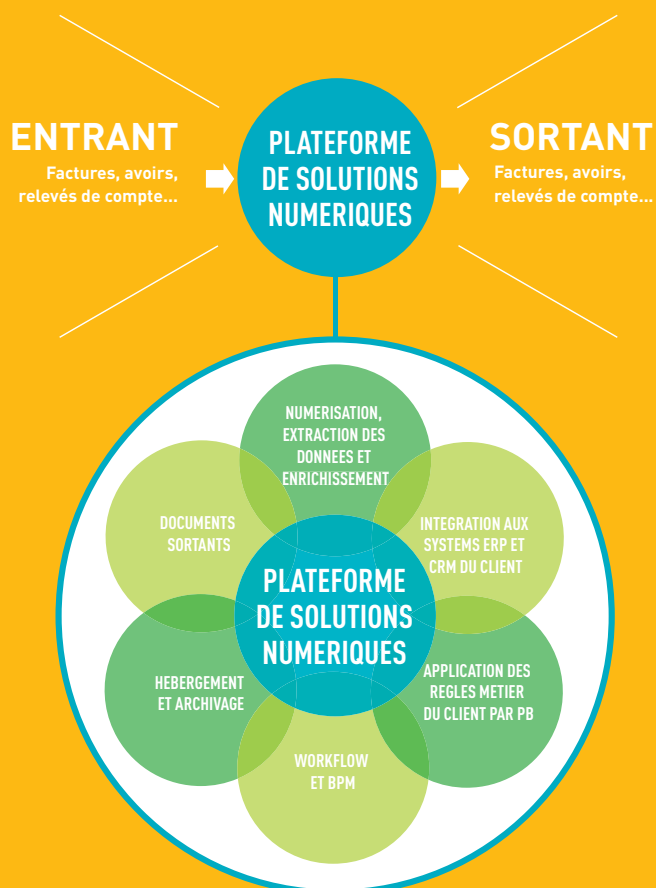 ENTRANT
Factures, avoirs,
relevés de compte...
PLATEFORME
DE SOLUTIONS
NUMERIQUES
SORTANT
Factures, avoirs,
relevés de compte...
NUMERISATION,
EXTRACTION DES
DONNEES ET
ENRICHISSEMENT
DOCUMENTS
SORTANTS
INTEGRATION AUX
SYSTEMS ERP ET
CRM DU CLIENT
PLATEFORME
DE SOLUTIONS
NUMERIQUES
HEBERGEMENT
ET ARCHIVAGE
APPLICATION DES
REGLES METIER
DU CLIENT PAR PB
WORKFLOW
ET BPM